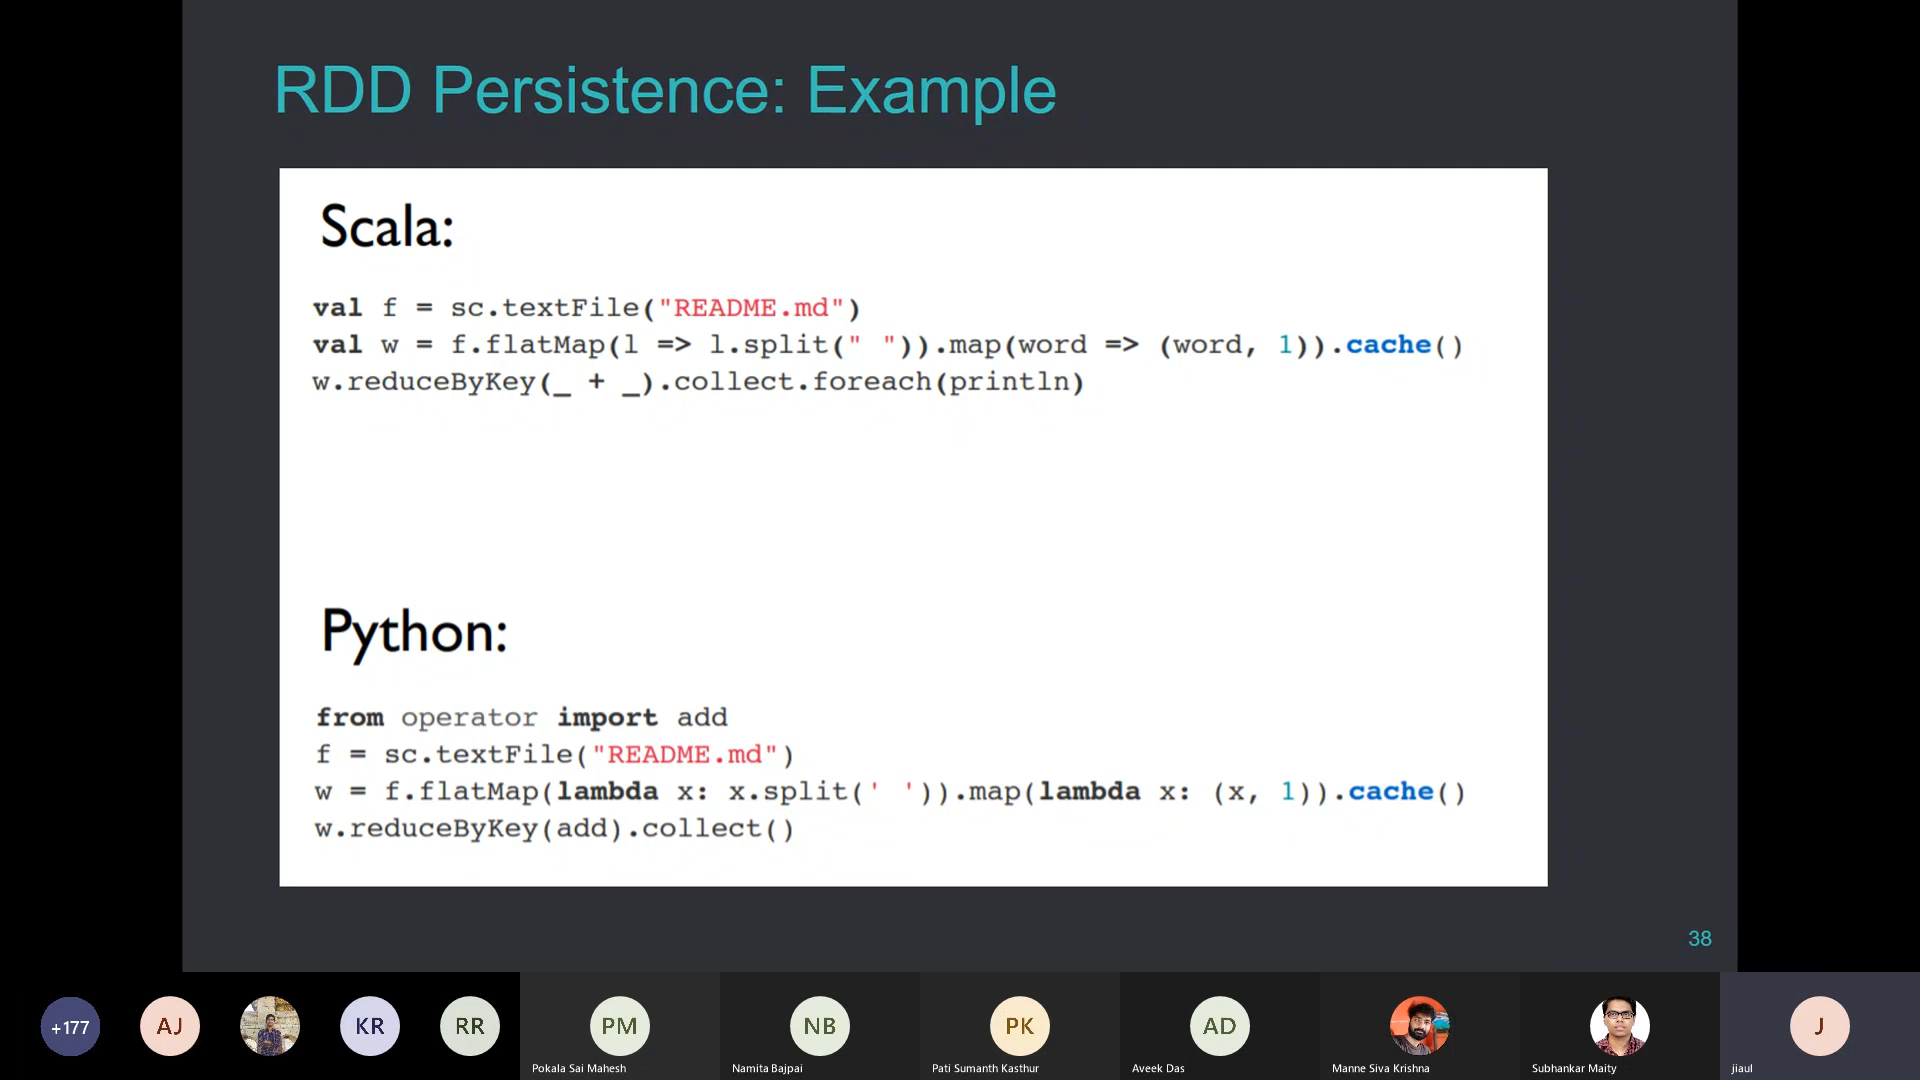 RDD Persistence: Example
Scala:
val f = sc.textFile("README.md")
val w = f.flatMap(l => l.split(" ")).map(word => (word, 1)).cache()
w.reduceByKey(_ + _).collect.foreach(println)
Python:
from operator import add
f = sc.textFile("README.md")
w = f.flatMap(lambda x: x.split(' ')).map(lambda x: (x, 1)).cache()
w.reduceByKey(add).collect()
38
+177
AJ
KR
RR
PM
NB
PK
AD
J
Pokala Sai Mahesh
Namita Bajpai
Pati Sumanth Kasthur
Aveek Das
Manne Siva Krishna
Subhankar Maity
jiaul